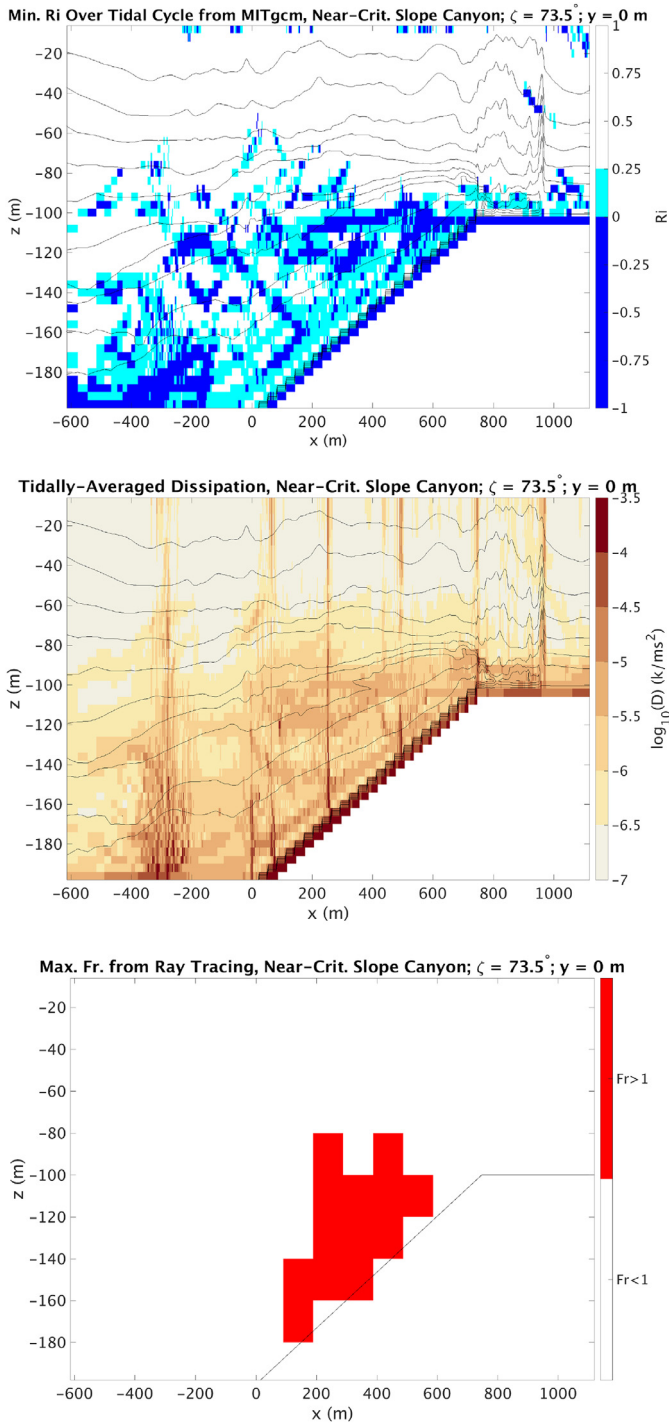 Min. Ri Over Tidal Cycle from MITgcm, Near-Crit. Slope Canyon; ζ = 73.5°; y = 0 m
z (m)
−20
−40
−60
−80
−100
−120
−140
−160
−180
−600 −400 −200 0 200 400 600 800 1000
x (m)
1
0.75
0.5
0.25
0
−0.25
−0.5
−0.75
−1
Ri
Tidally-Averaged Dissipation, Near-Crit. Slope Canyon; ζ = 73.5°; y = 0 m
z (m)
−20
−40
−60
−80
−100
−120
−140
−160
−180
−600 −400 −200 0 200 400 600 800 1000
x (m)
−3.5
−4
−4.5
−5
−5.5
−6
−6.5
−7
log10(D) (k/ms²)
Max. Fr. from Ray Tracing, Near-Crit. Slope Canyon; ζ = 73.5°; y = 0 m
z (m)
−20
−40
−60
−80
−100
−120
−140
−160
−180
−600 −400 −200 0 200 400 600 800 1000
x (m)
Fr>1
Fr<1